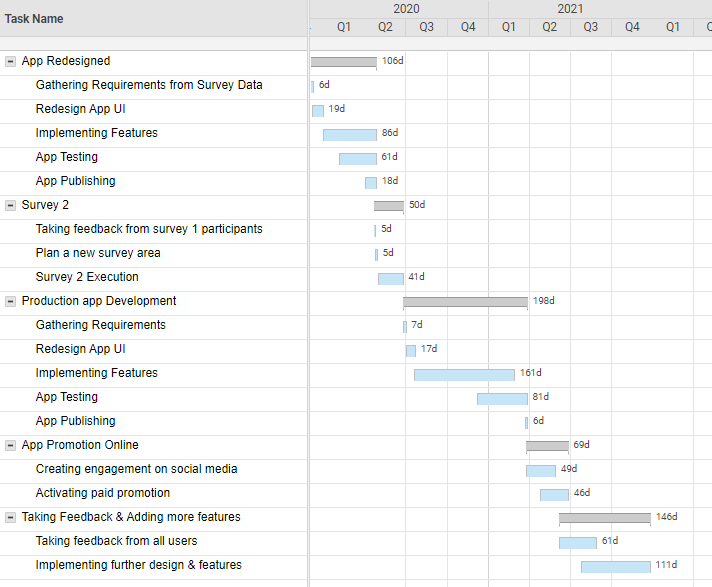 Task Name
2020 2021
Q1 Q2 Q3 Q4 Q1 Q2 Q3 Q4 Q1
App Redesigned 106d
Gathering Requirements from Survey Data 6d
Redesign App UI 19d
Implementing Features 86d
App Testing 61d
App Publishing 18d
Survey 2 50d
Taking feedback from survey 1 participants 5d
Plan a new survey area 5d
Survey 2 Execution 41d
Production app Development 198d
Gathering Requirements 7d
Redesign App UI 17d
Implementing Features 161d
App Testing 81d
App Publishing 6d
App Promotion Online 69d
Creating engagement on social media 49d
Activating paid promotion 46d
Taking Feedback & Adding more features 146d
Taking feedback from all users 61d
Implementing further design & features 111d